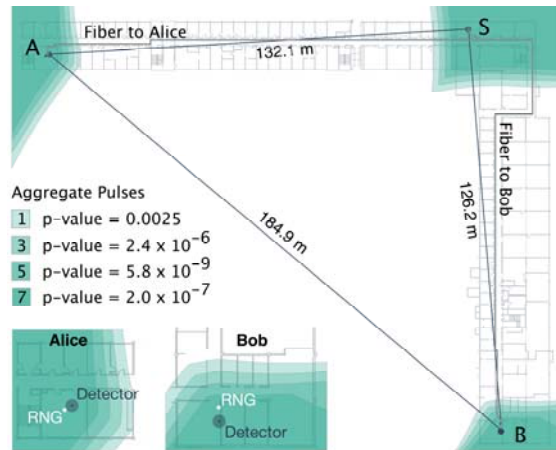 Fiber to Alice
A
S
132.1 m
Fiber to Bob
126.2 m
184.9 m
Aggregate Pulses
1 p-value = 0.0025
3 p-value = 2.4 x 10⁻⁶
5 p-value = 5.8 x 10⁻⁹
7 p-value = 2.0 x 10⁻⁷
Alice
Detector
RNG
Bob
RNG
Detector
B